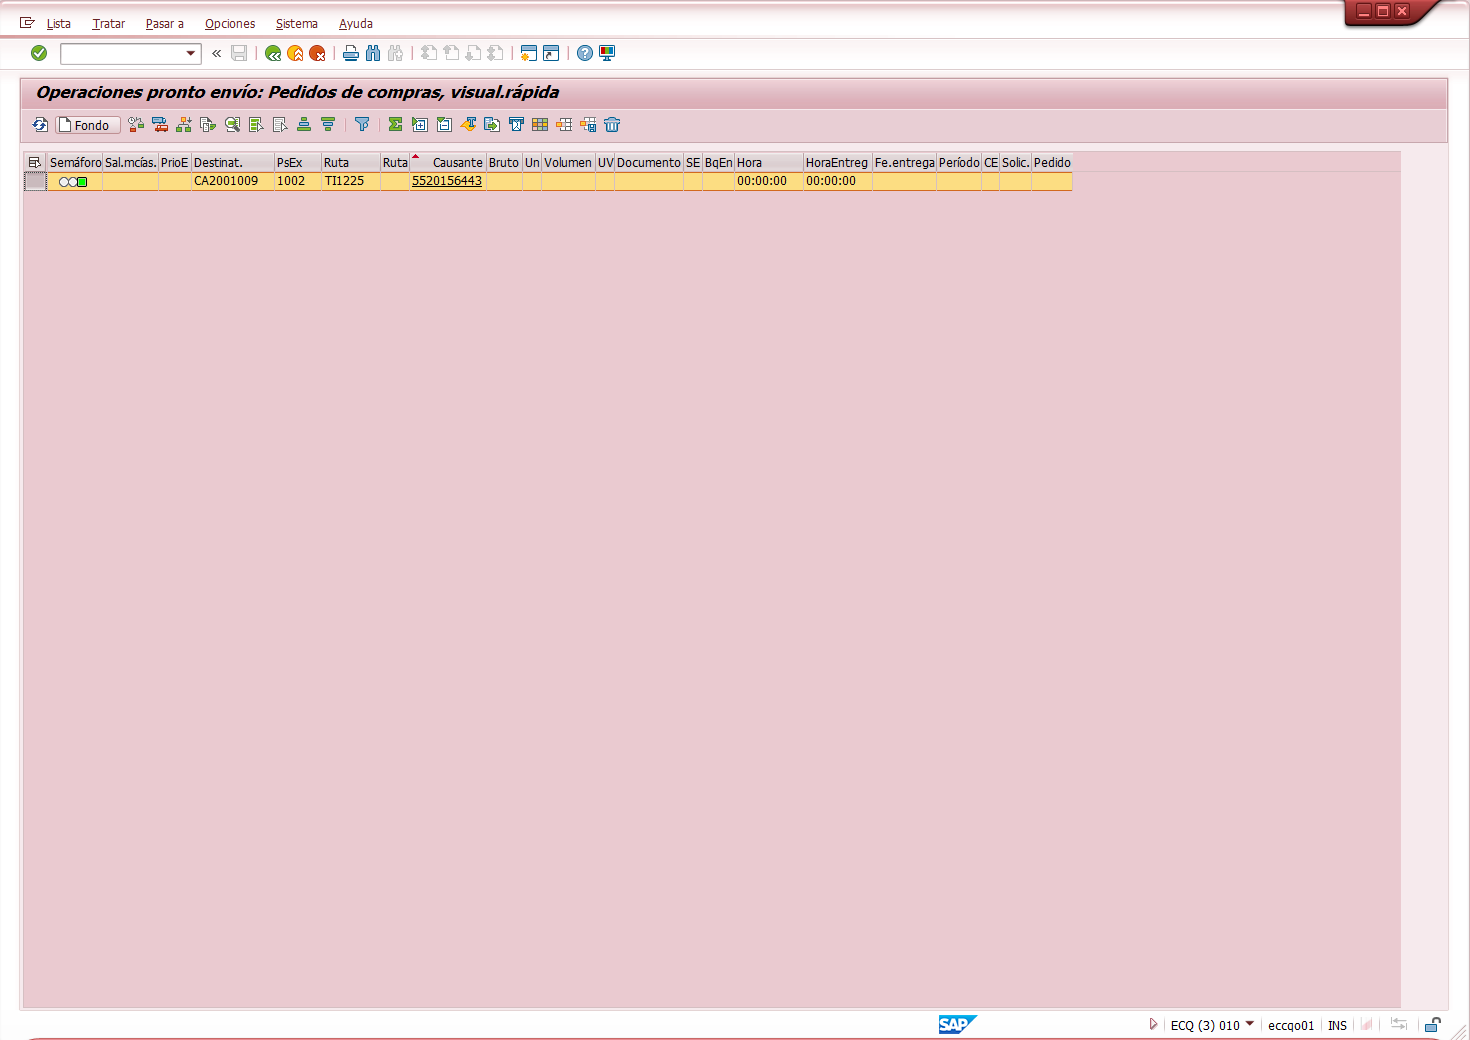 Lista Tratar Pasar a Opciones Sistema Ayuda
Operaciones pronto envío: Pedidos de compras, visual.rápida
Fondo
Semáforo Sal.mcías. PrioE Destinat. PsEx Ruta Ruta Causante Bruto Un Volumen UV Documento SE BqEn Hora HoraEntreg Fe.entrega Período CE Solic. Pedido
CA2001009 1002 TI1225 5520156443 00:00:00 00:00:00
SAP ECQ (3) 010 eccqo01 INS